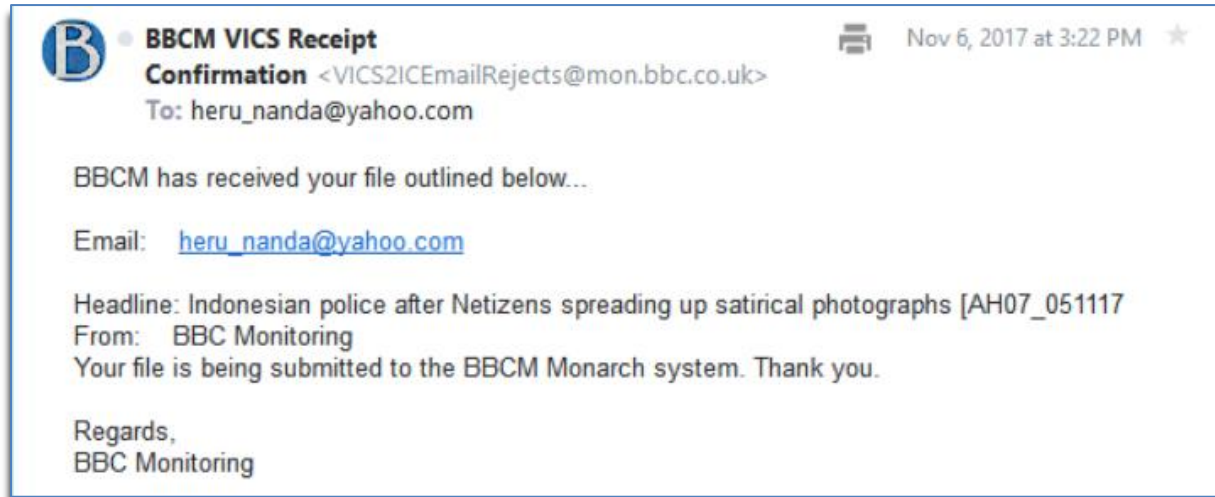 B
BBCM VICS Receipt
Confirmation <VICS2ICEmailRejects@mon.bbc.co.uk>
Nov 6, 2017 at 3:22 PM
To: heru_nanda@yahoo.com
BBCM has received your file outlined below...
Email: heru_nanda@yahoo.com
Headline: Indonesian police after Netizens spreading up satirical photographs [AH07_051117
From: BBC Monitoring
Your file is being submitted to the BBCM Monarch system. Thank you.
Regards,
BBC Monitoring